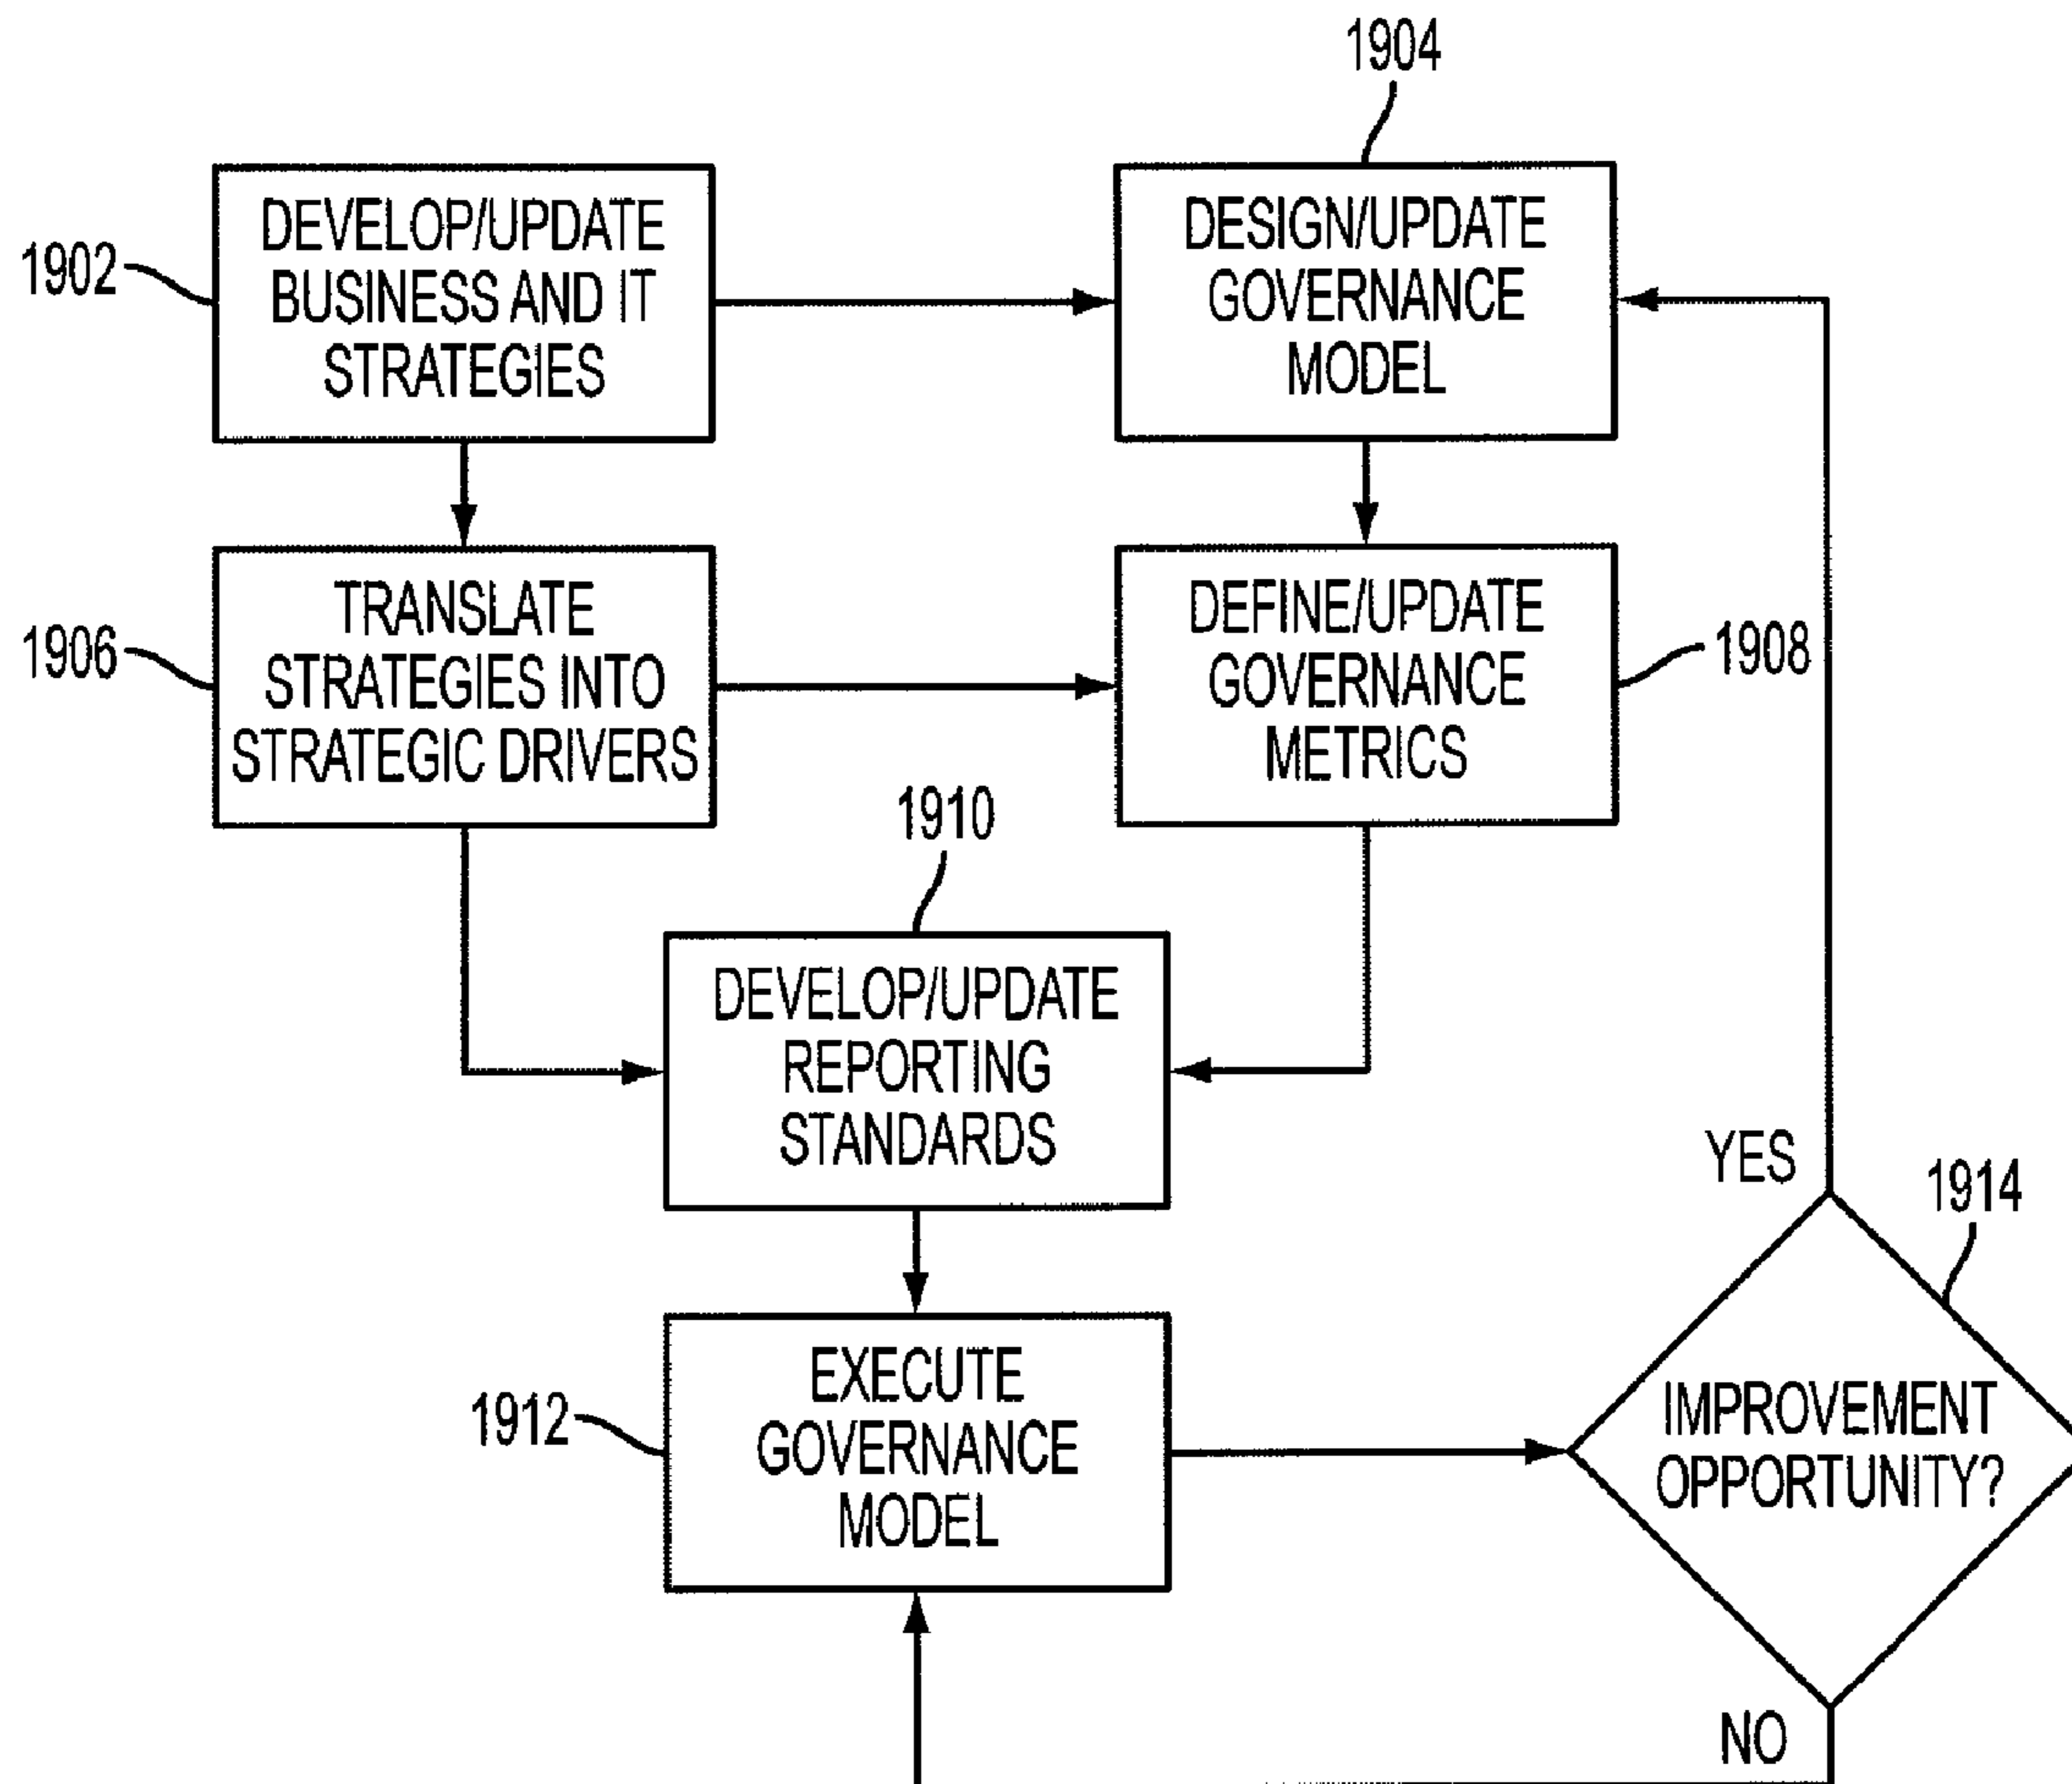 1904
DEVELOP/UPDATE
BUSINESS AND IT
STRATEGIES
1902
DESIGN/UPDATE
GOVERNANCE
MODEL
TRANSLATE
STRATEGIES INTO
STRATEGIC DRIVERS
1906
DEFINE/UPDATE
GOVERNANCE
METRICS
1908
1910
DEVELOP/UPDATE
REPORTING
STANDARDS
YES
1914
EXECUTE
GOVERNANCE
MODEL
1912
IMPROVEMENT
OPPORTUNITY?
NO